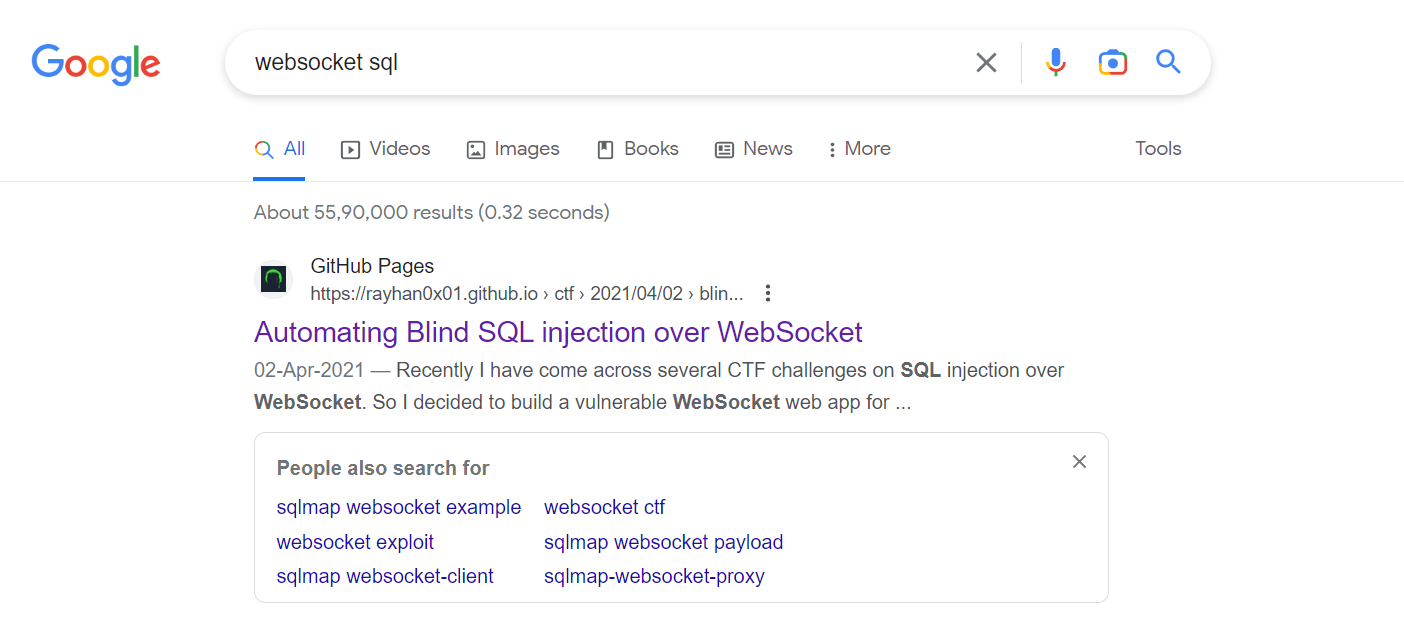 Google
websocket sql
All Videos Images Books News More Tools
About 55,90,000 results (0.32 seconds)
GitHub Pages
https://rayhan0x01.github.io › ctf › 2021/04/02 › blin...
Automating Blind SQL injection over WebSocket
02-Apr-2021 — Recently I have come across several CTF challenges on SQL injection over
WebSocket. So I decided to build a vulnerable WebSocket web app for ...
People also search for
sqlmap websocket example websocket ctf
websocket exploit sqlmap websocket payload
sqlmap websocket-client sqlmap-websocket-proxy